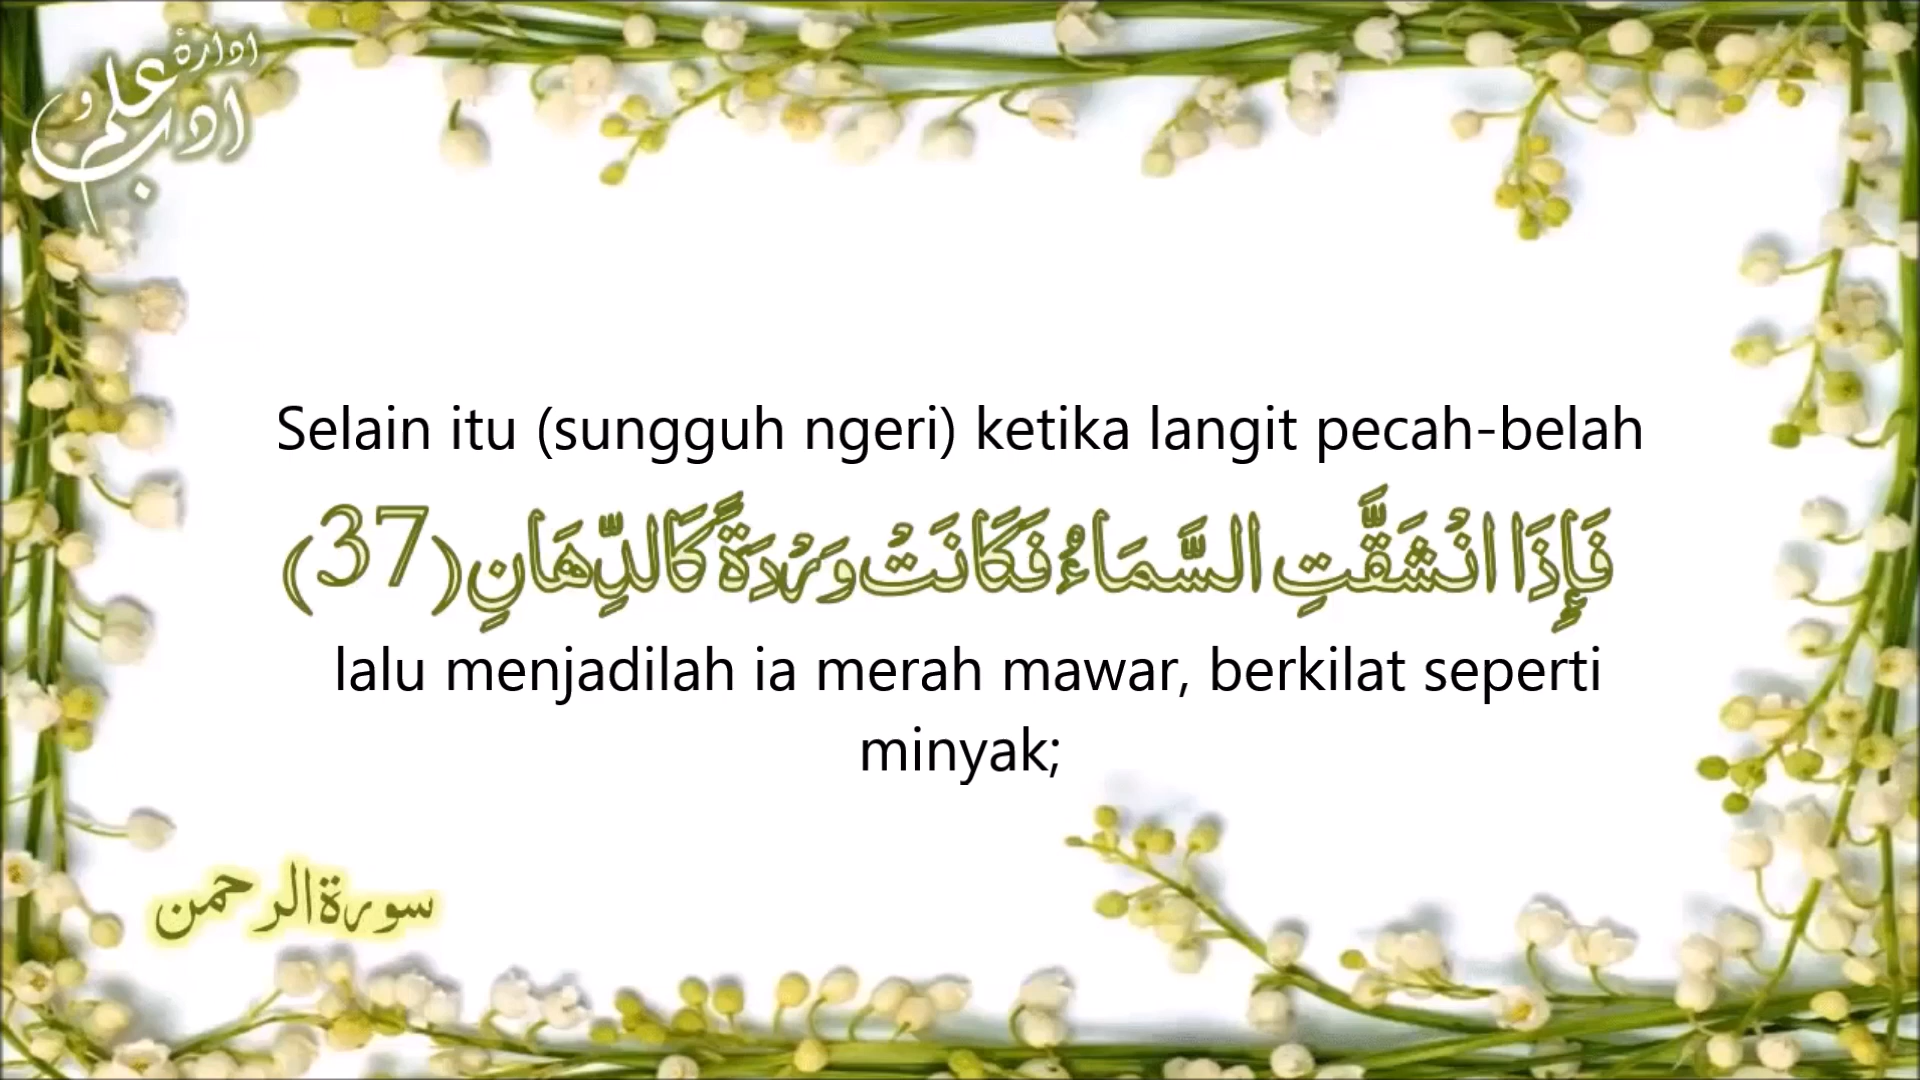 ادارۂ
علم و
ادب
Selain itu (sungguh ngeri) ketika langit pecah-belah
فَإِذَا انْشَقَّتِ السَّمَاءُ فَكَانَتْ وَرْدَةً كَالدِّهَانِ (37)
lalu menjadilah ia merah mawar, berkilat seperti
minyak;
سورة الرحمن